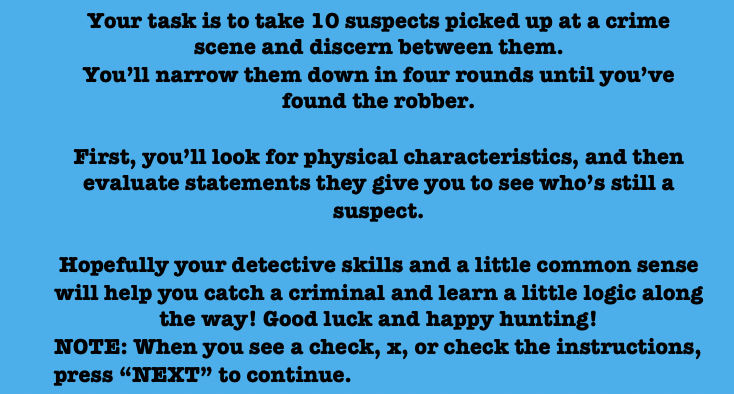 Your task is to take 10 suspects picked up at a crime
scene and discern between them.
You’ll narrow them down in four rounds until you’ve
found the robber.
First, you’ll look for physical characteristics, and then
evaluate statements they give you to see who’s still a
suspect.
Hopefully your detective skills and a little common sense
will help you catch a criminal and learn a little logic along
the way! Good luck and happy hunting!
NOTE: When you see a check, x, or check the instructions,
press “NEXT” to continue.